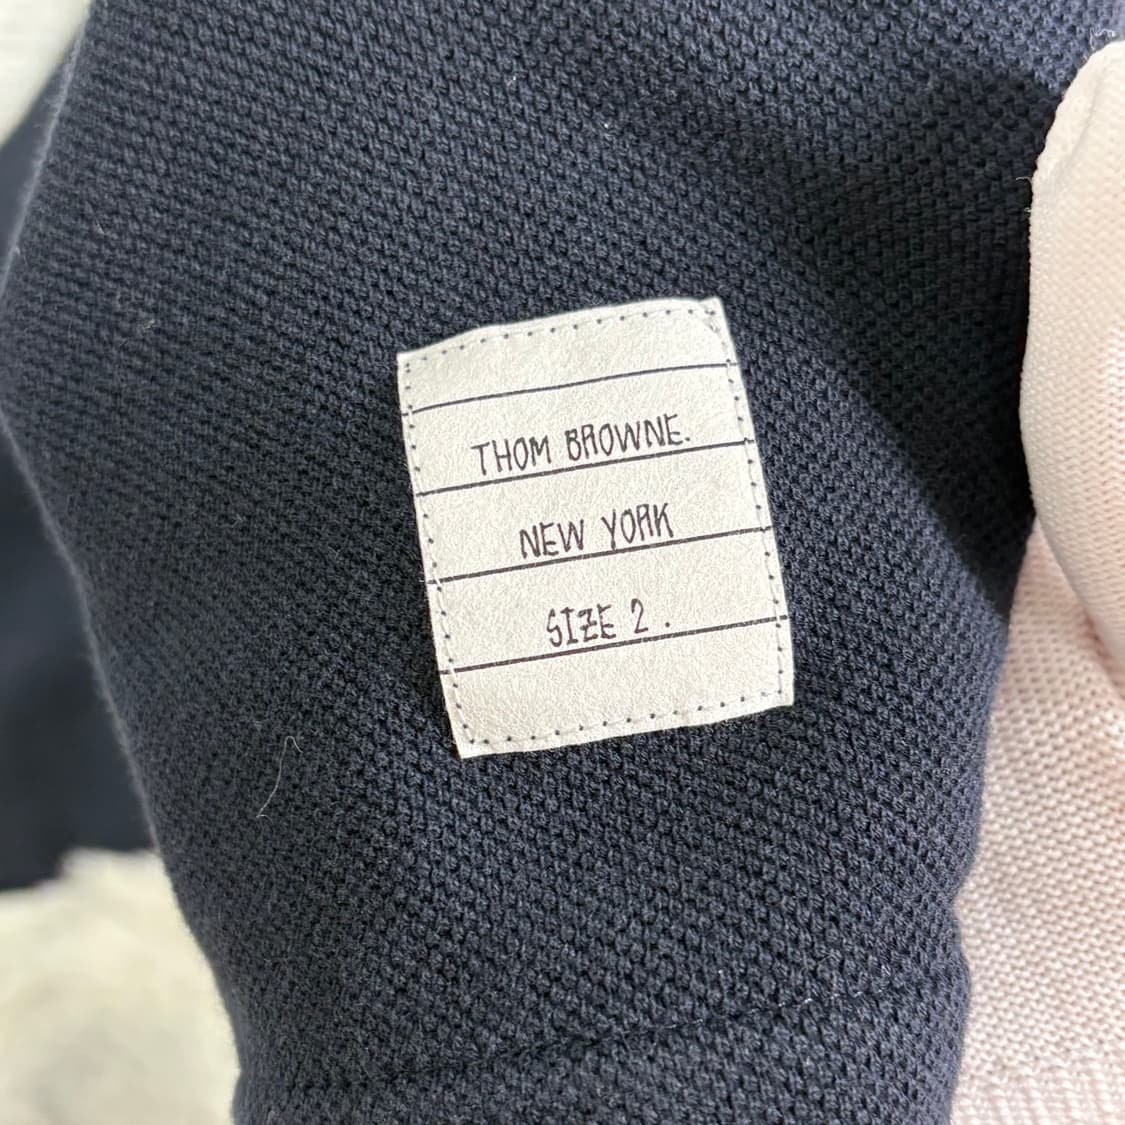 THOM BROWNE.
NEW YORK
SIZE 2.